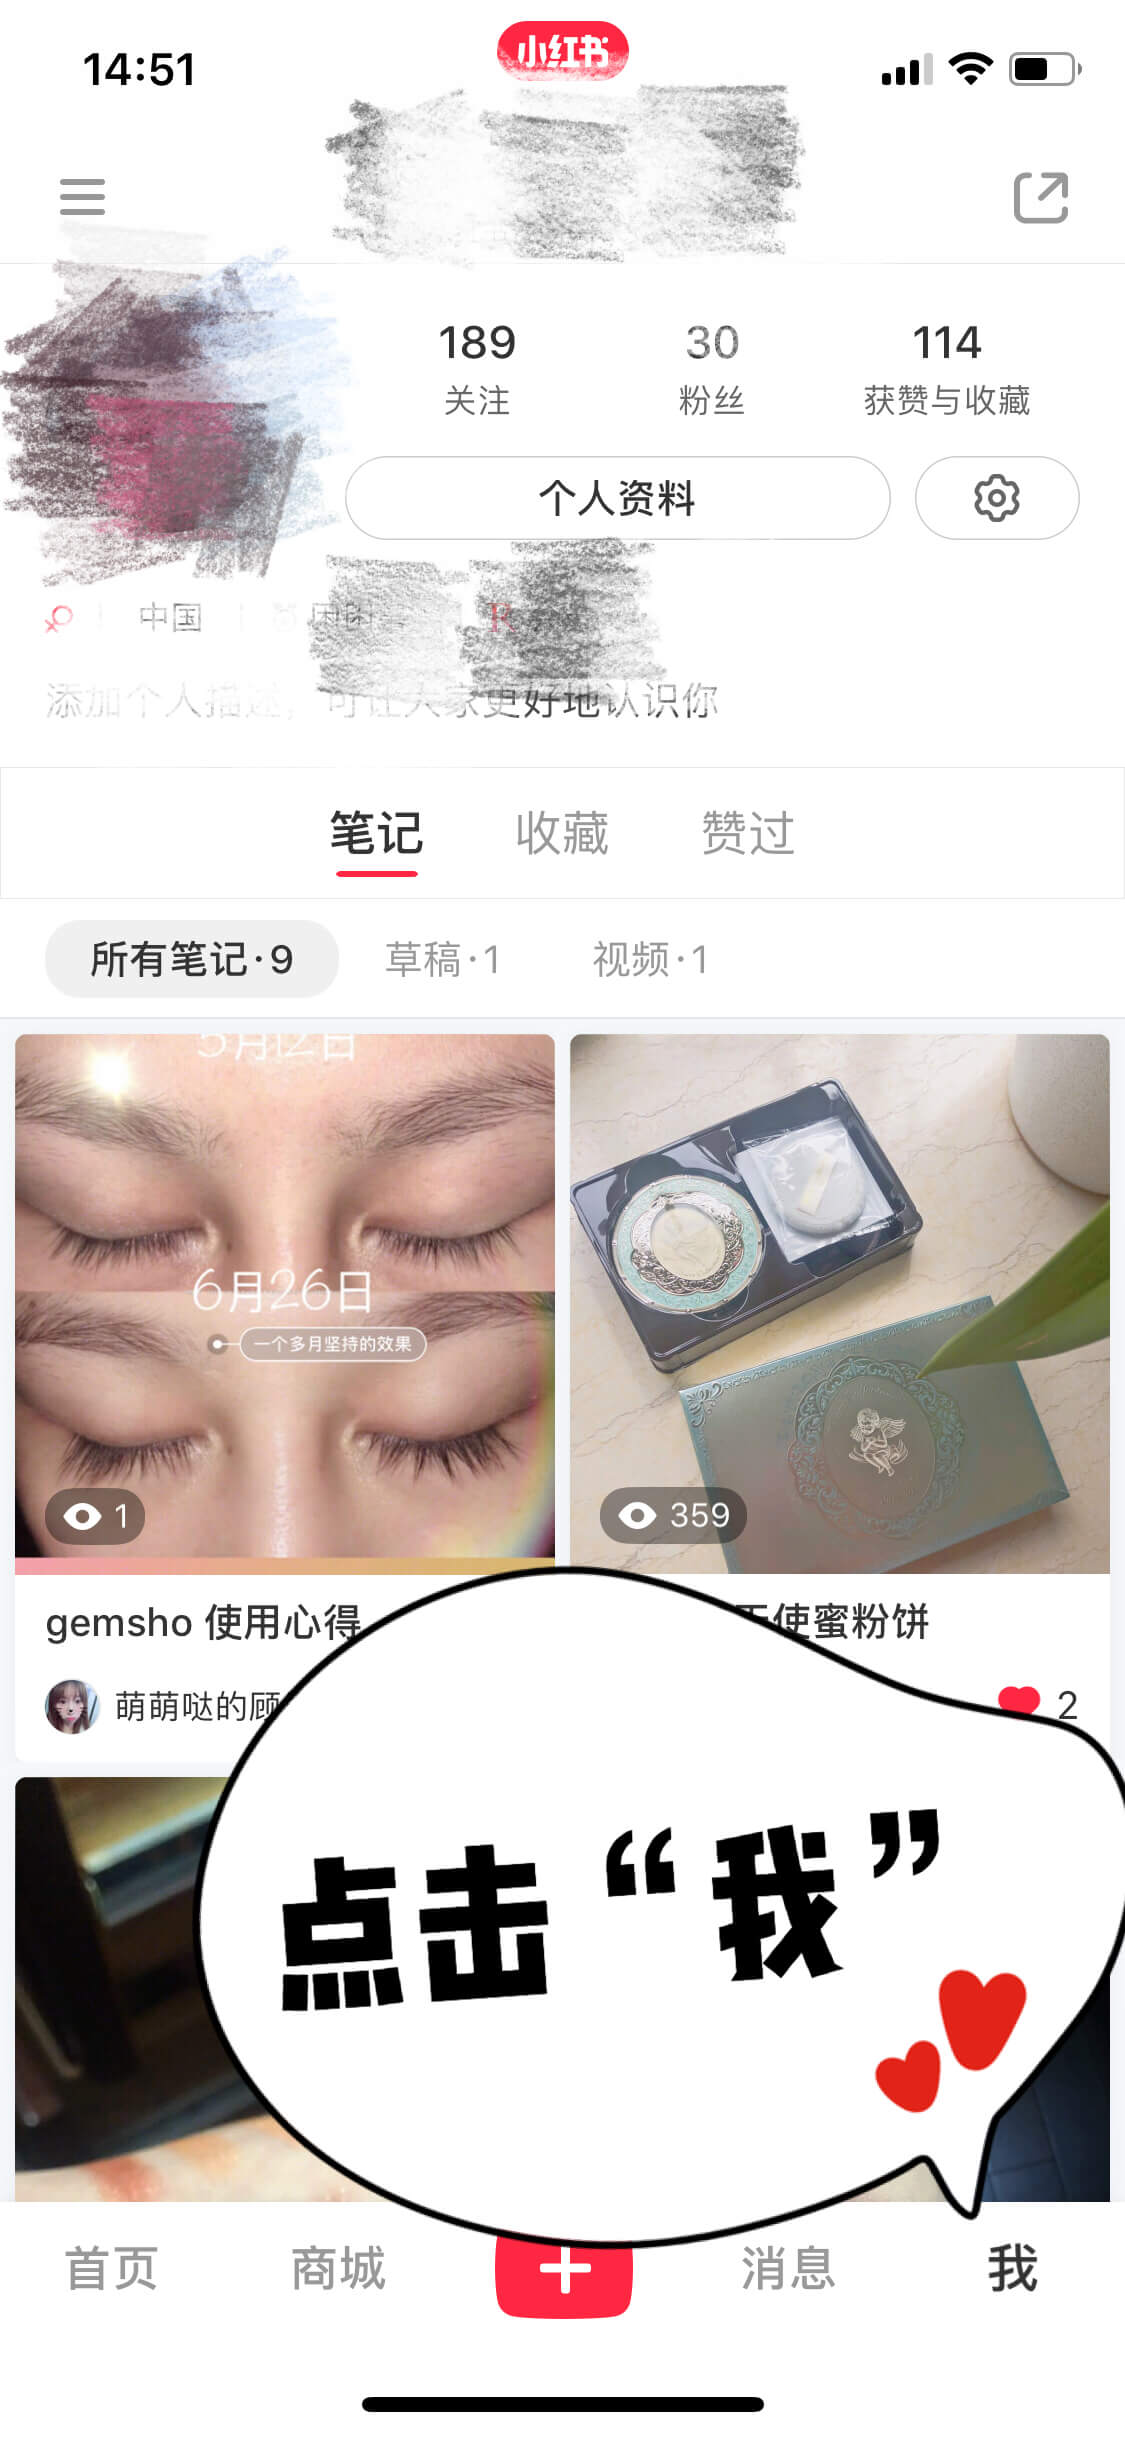 14:51
小红书
189
30
114
关注
粉丝
获赞与收藏
个人资料
中国
R
添加个人描述，可让大家更好地认识你
笔记
收藏
赞过
所有笔记·9
草稿·1
视频·1
5月12日
6月26日
一个多月坚持的效果
1
359
gemsho 使用心得
天使蜜粉饼
萌萌哒的顾
2
点击“我”
首页
商城
消息
我